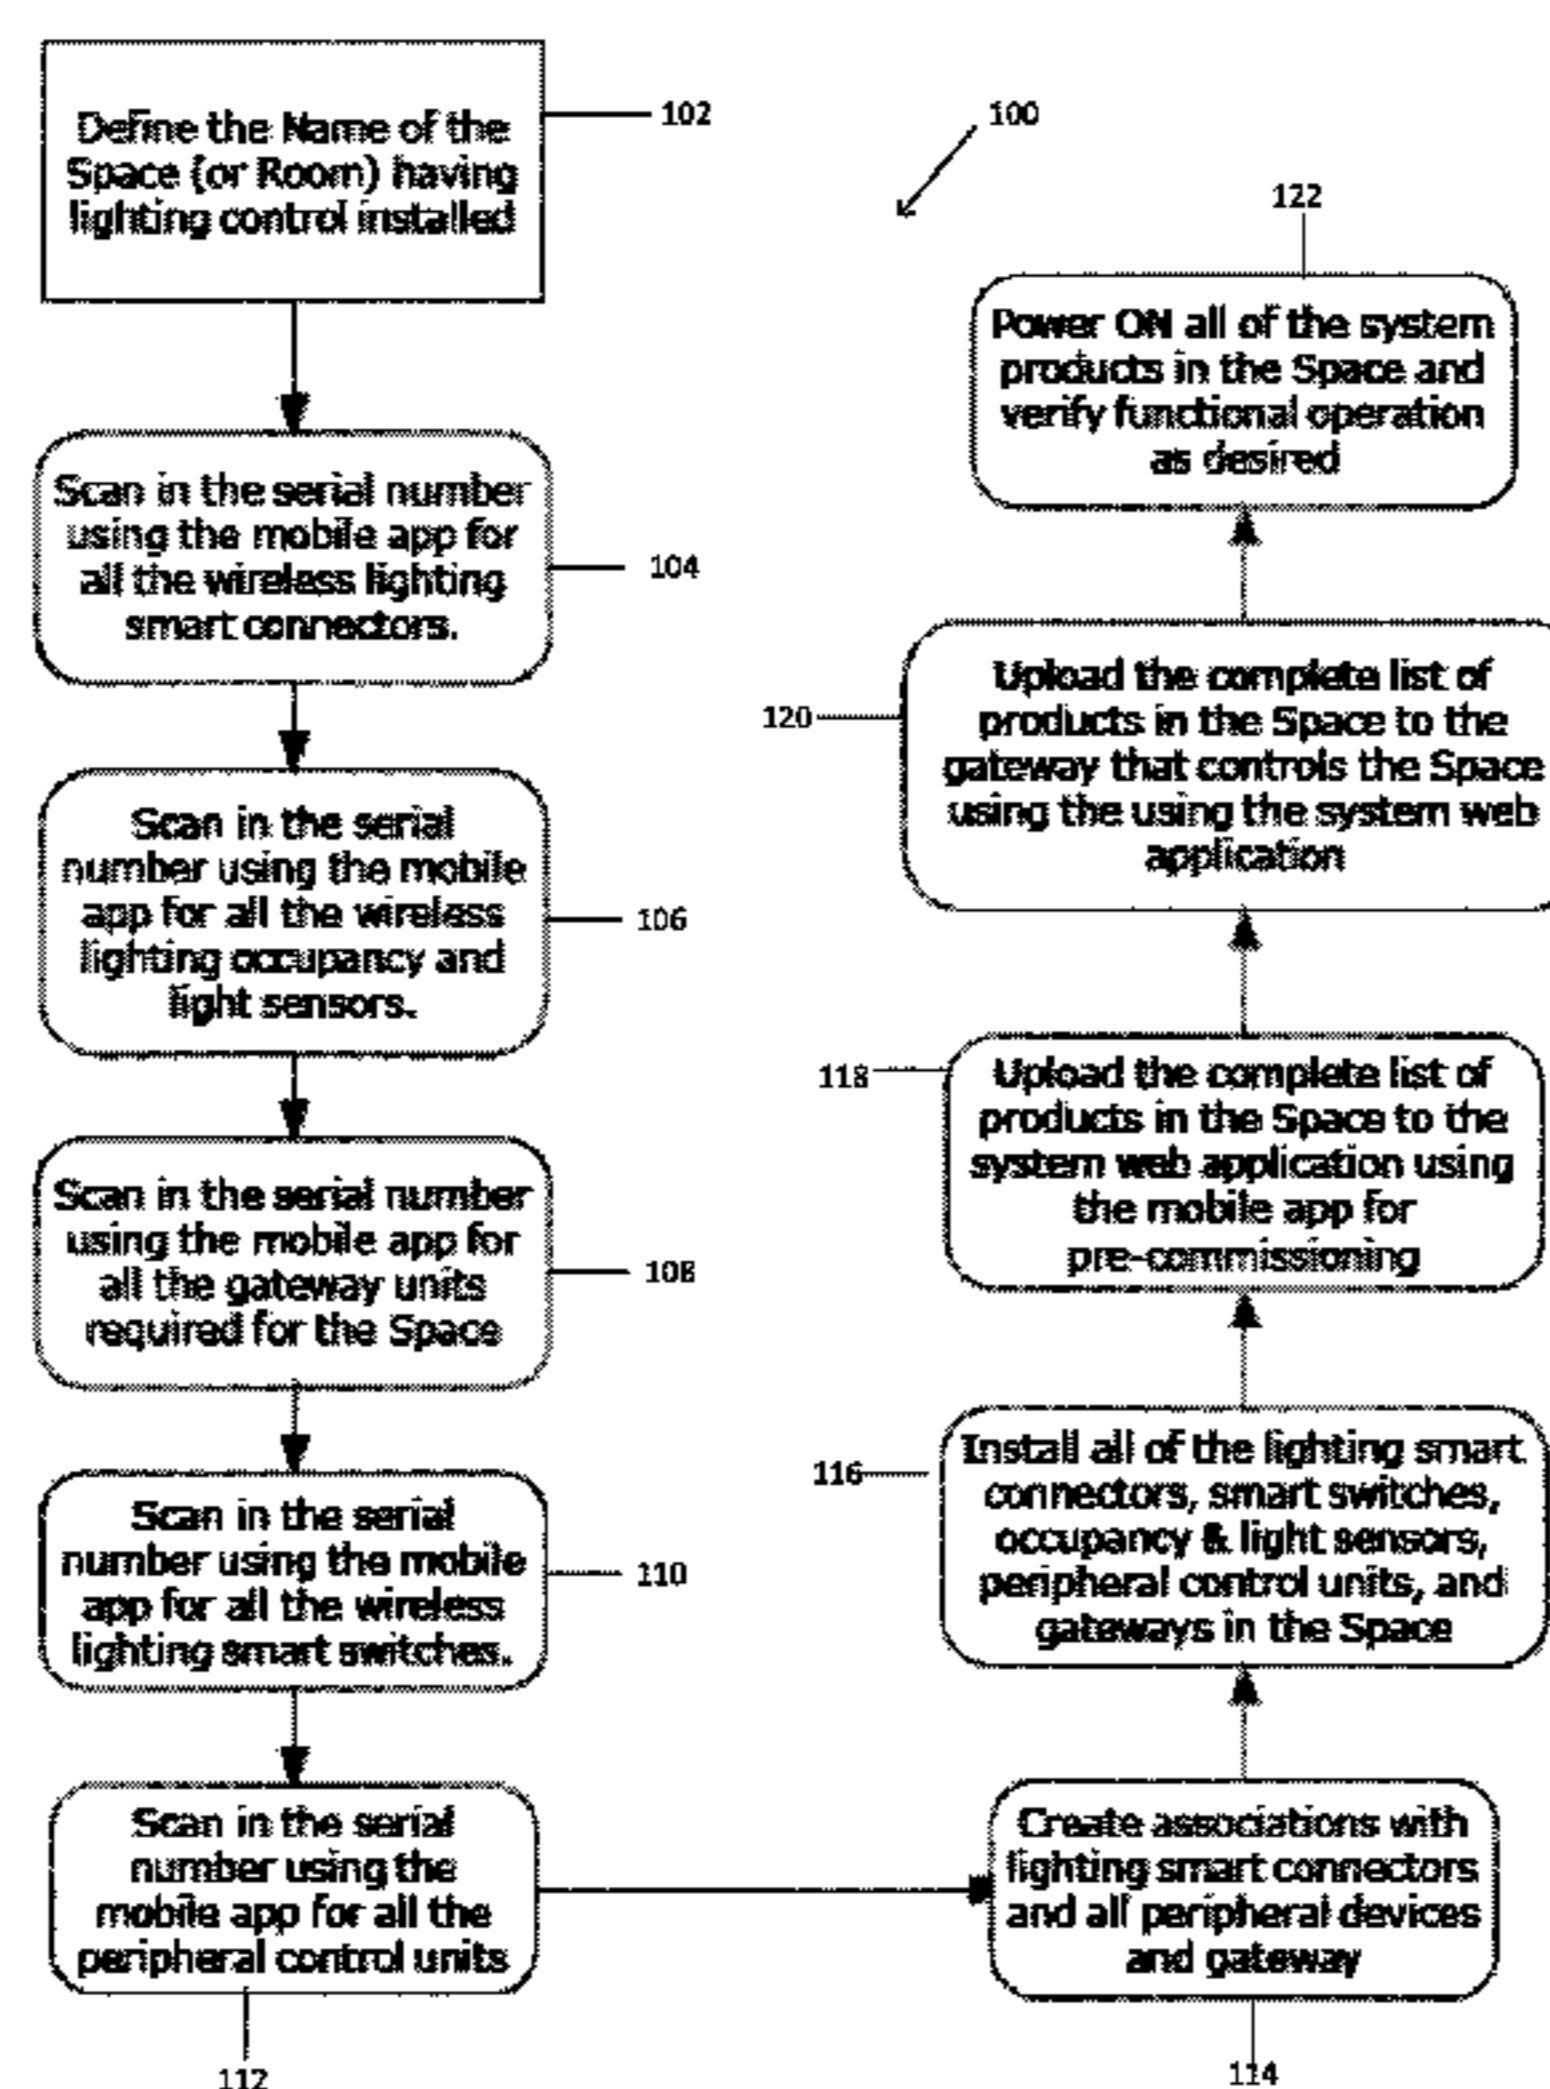 Define the Name of the
Space (or Room) having
lighting control installed
102
100
Scan in the serial number
using the mobile app for
all the wireless lighting
smart connectors.
104
Scan in the serial
number using the mobile
app for all the wireless
lighting occupancy and
light sensors.
106
Scan in the serial number
using the mobile app for
all the gateway units
required for the Space
108
Scan in the serial
number using the mobile
app for all the wireless
lighting smart switches.
110
Scan in the serial
number using the
mobile app for all the
peripheral control units
112
Create associations with
lighting smart connectors
and all peripheral devices
and gateway
114
Install all of the lighting smart
connectors, smart switches,
occupancy & light sensors,
peripheral control units, and
gateways in the Space
116
Upload the complete list of
products in the Space to the
system web application using
the mobile app for
pre-commissioning
118
Upload the complete list of
products in the Space to the
gateway that controls the Space
using the using the system web
application
120
Power ON all of the system
products in the Space and
verify functional operation
as desired
122